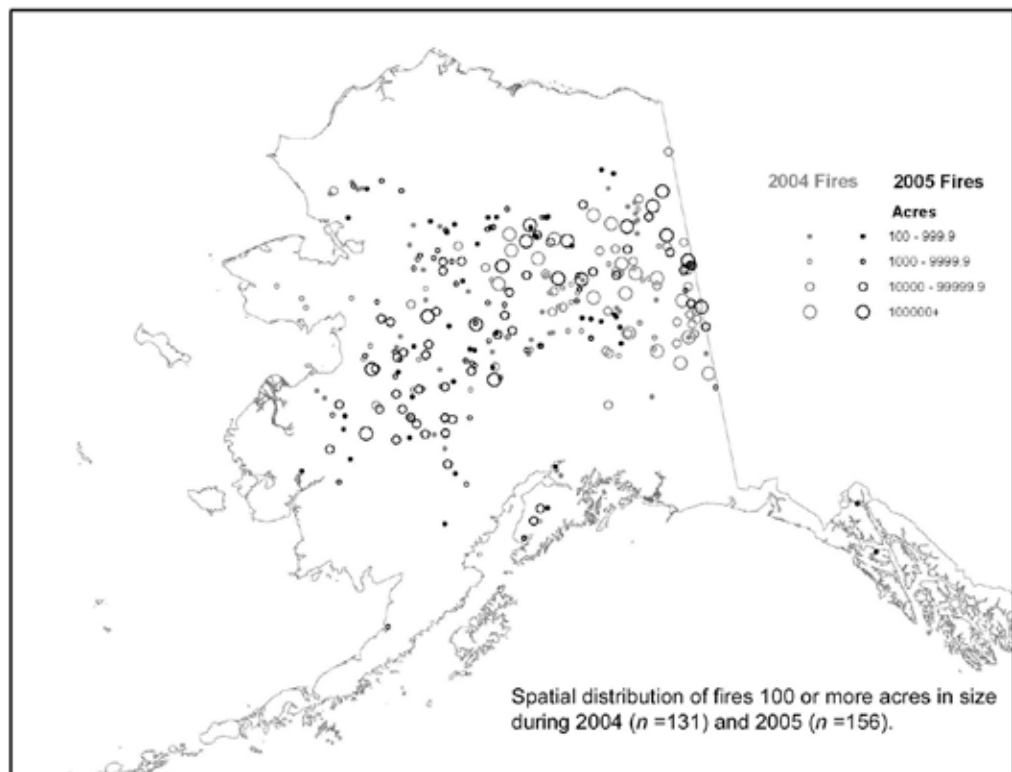 2004 Fires 2005 Fires
Acres
100 - 999.9
1000 - 9999.9
10000 - 99999.9
100000+
Spatial distribution of fires 100 or more acres in size
during 2004 (n =131) and 2005 (n =156).